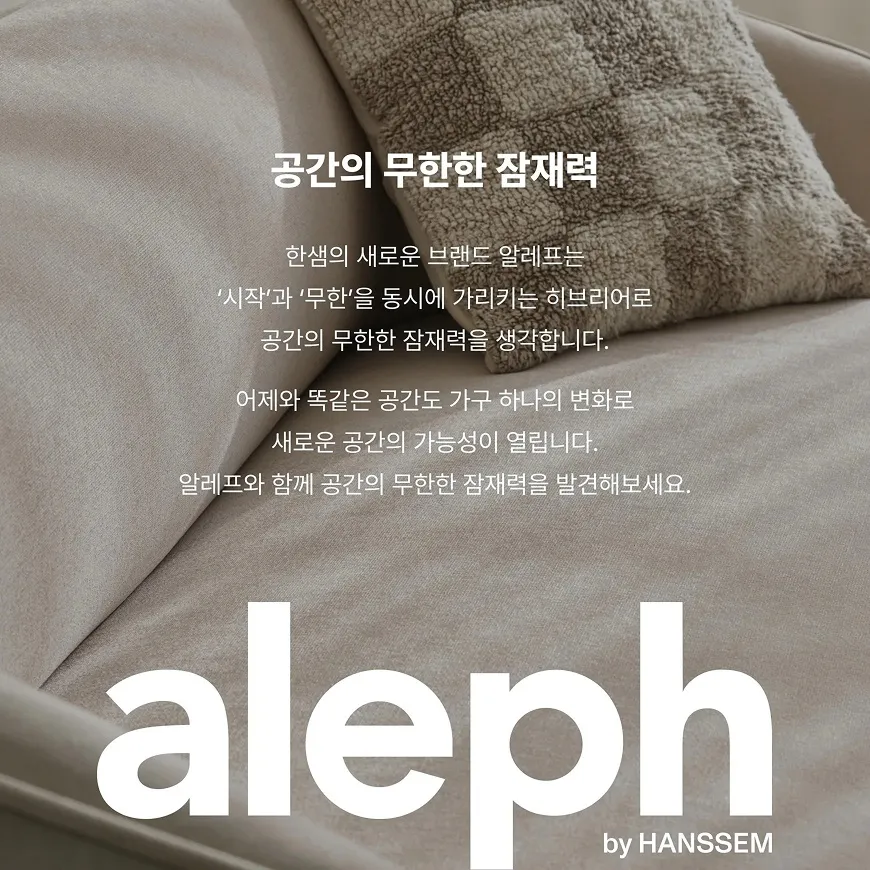 공간의 무한한 잠재력
한샘의 새로운 브랜드 알레프는
‘시작’과 ‘무한’을 동시에 가리키는 히브리어로
공간의 무한한 잠재력을 생각합니다.
어제와 똑같은 공간도 가구 하나의 변화로
새로운 공간의 가능성이 열립니다.
알레프와 함께 공간의 무한한 잠재력을 발견해보세요.
aleph
by HANSSEM